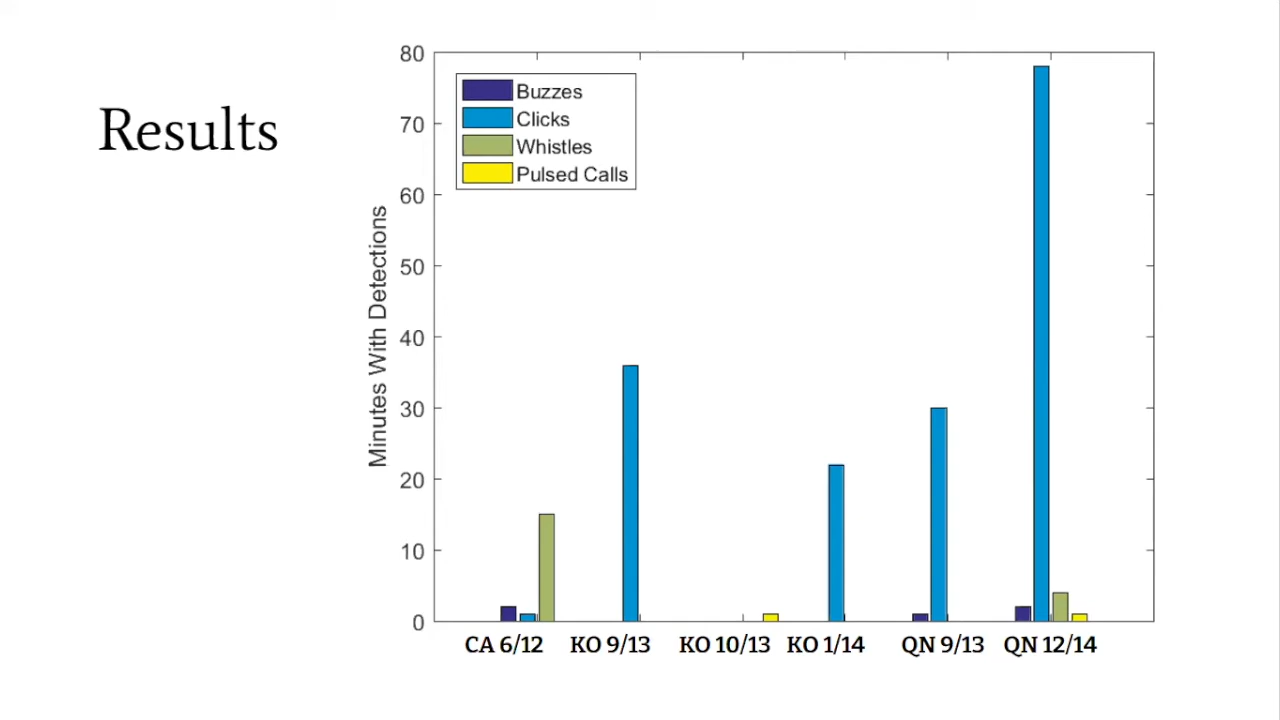 Results
80
70
60
50
40
30
20
10
0
Minutes With Detections
Buzzes
Clicks
Whistles
Pulsed Calls
CA 6/12 KO 9/13 KO 10/13 KO 1/14 QN 9/13 QN 12/14